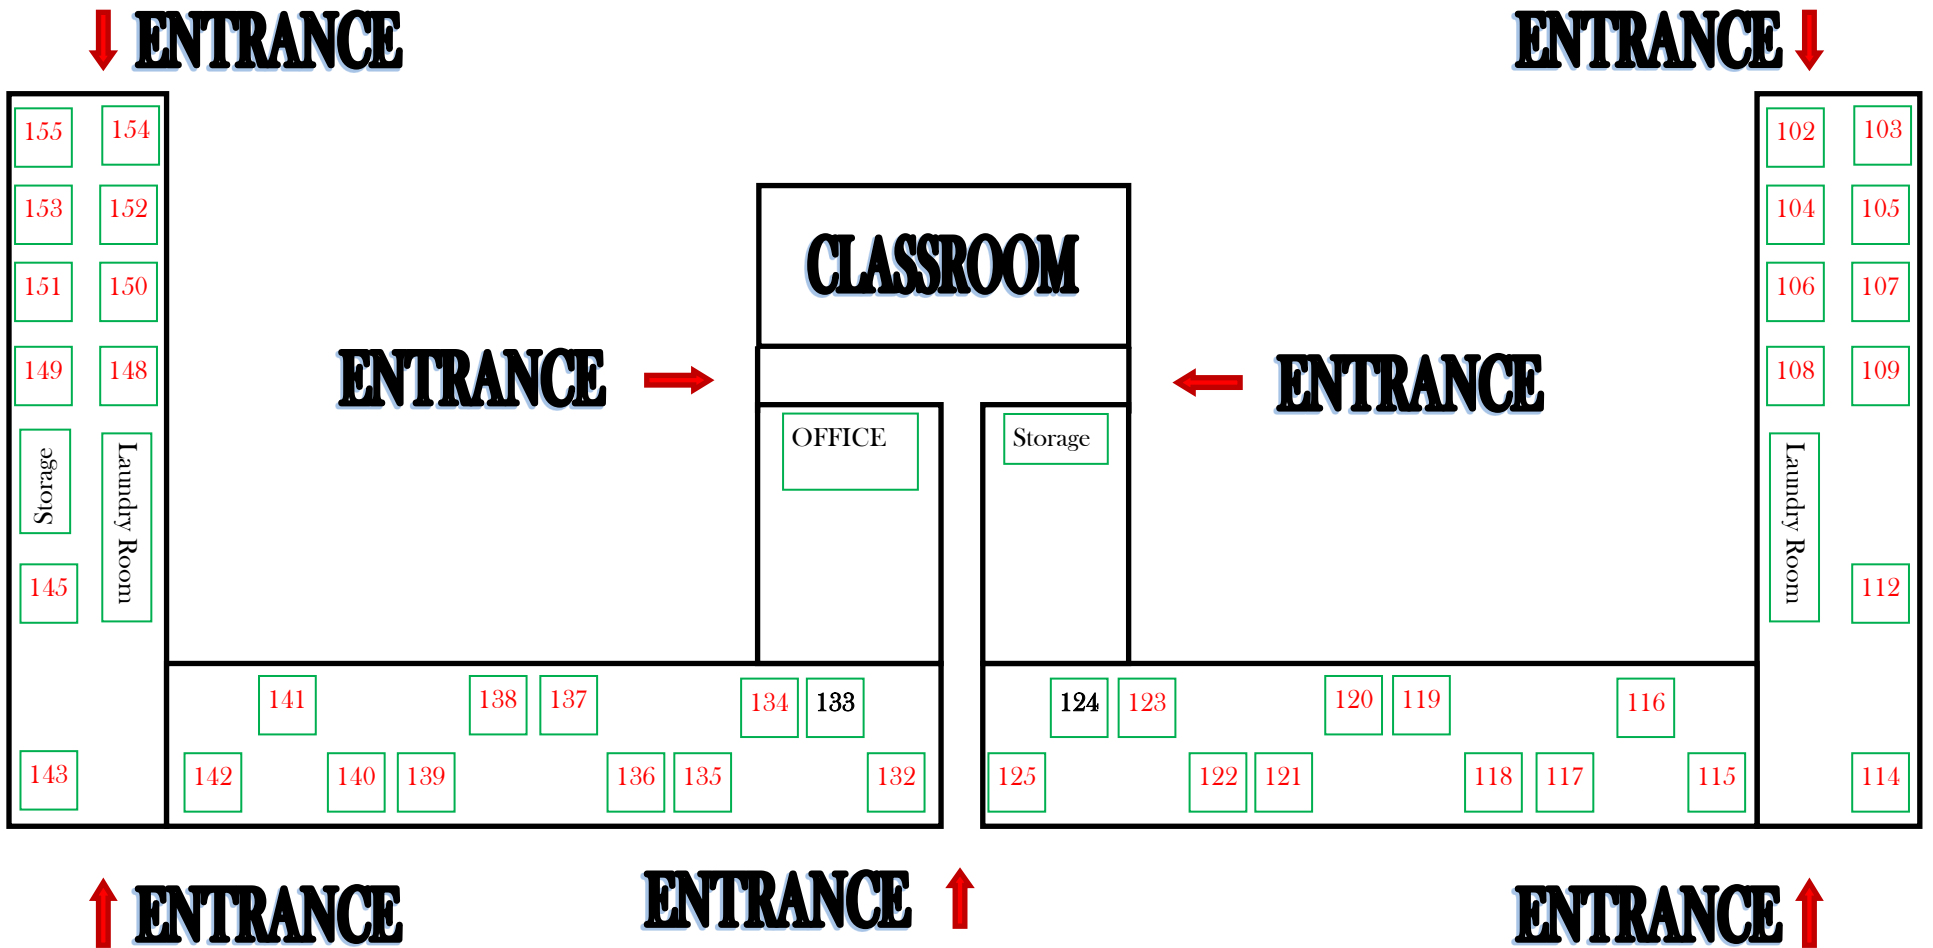 ENTRANCE
ENTRANCE
155 154
102 103
153 152
104 105
CLASSROOM
151 150
106 107
ENTRANCE
ENTRANCE
149 148
108 109
OFFICE
Storage
Storage
Laundry Room
Laundry Room
145
112
141 138 137 134 133
124 123 120 119 116
143 142 140 139 136 135 132
125 122 121 118 117 115 114
ENTRANCE
ENTRANCE
ENTRANCE